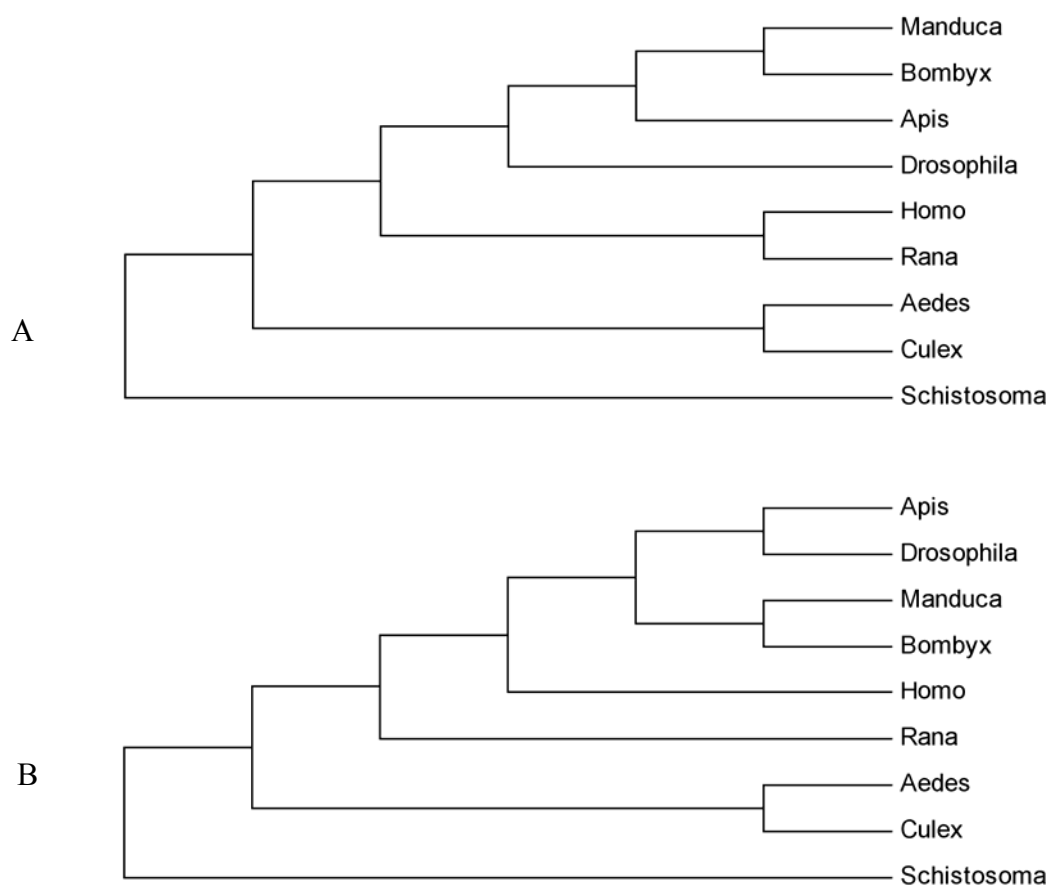 Manduca
Bombyx
Apis
Drosophila
Homo
Rana
Aedes
Culex
Schistosoma
A
Apis
Drosophila
Manduca
Bombyx
Homo
Rana
Aedes
Culex
Schistosoma
B